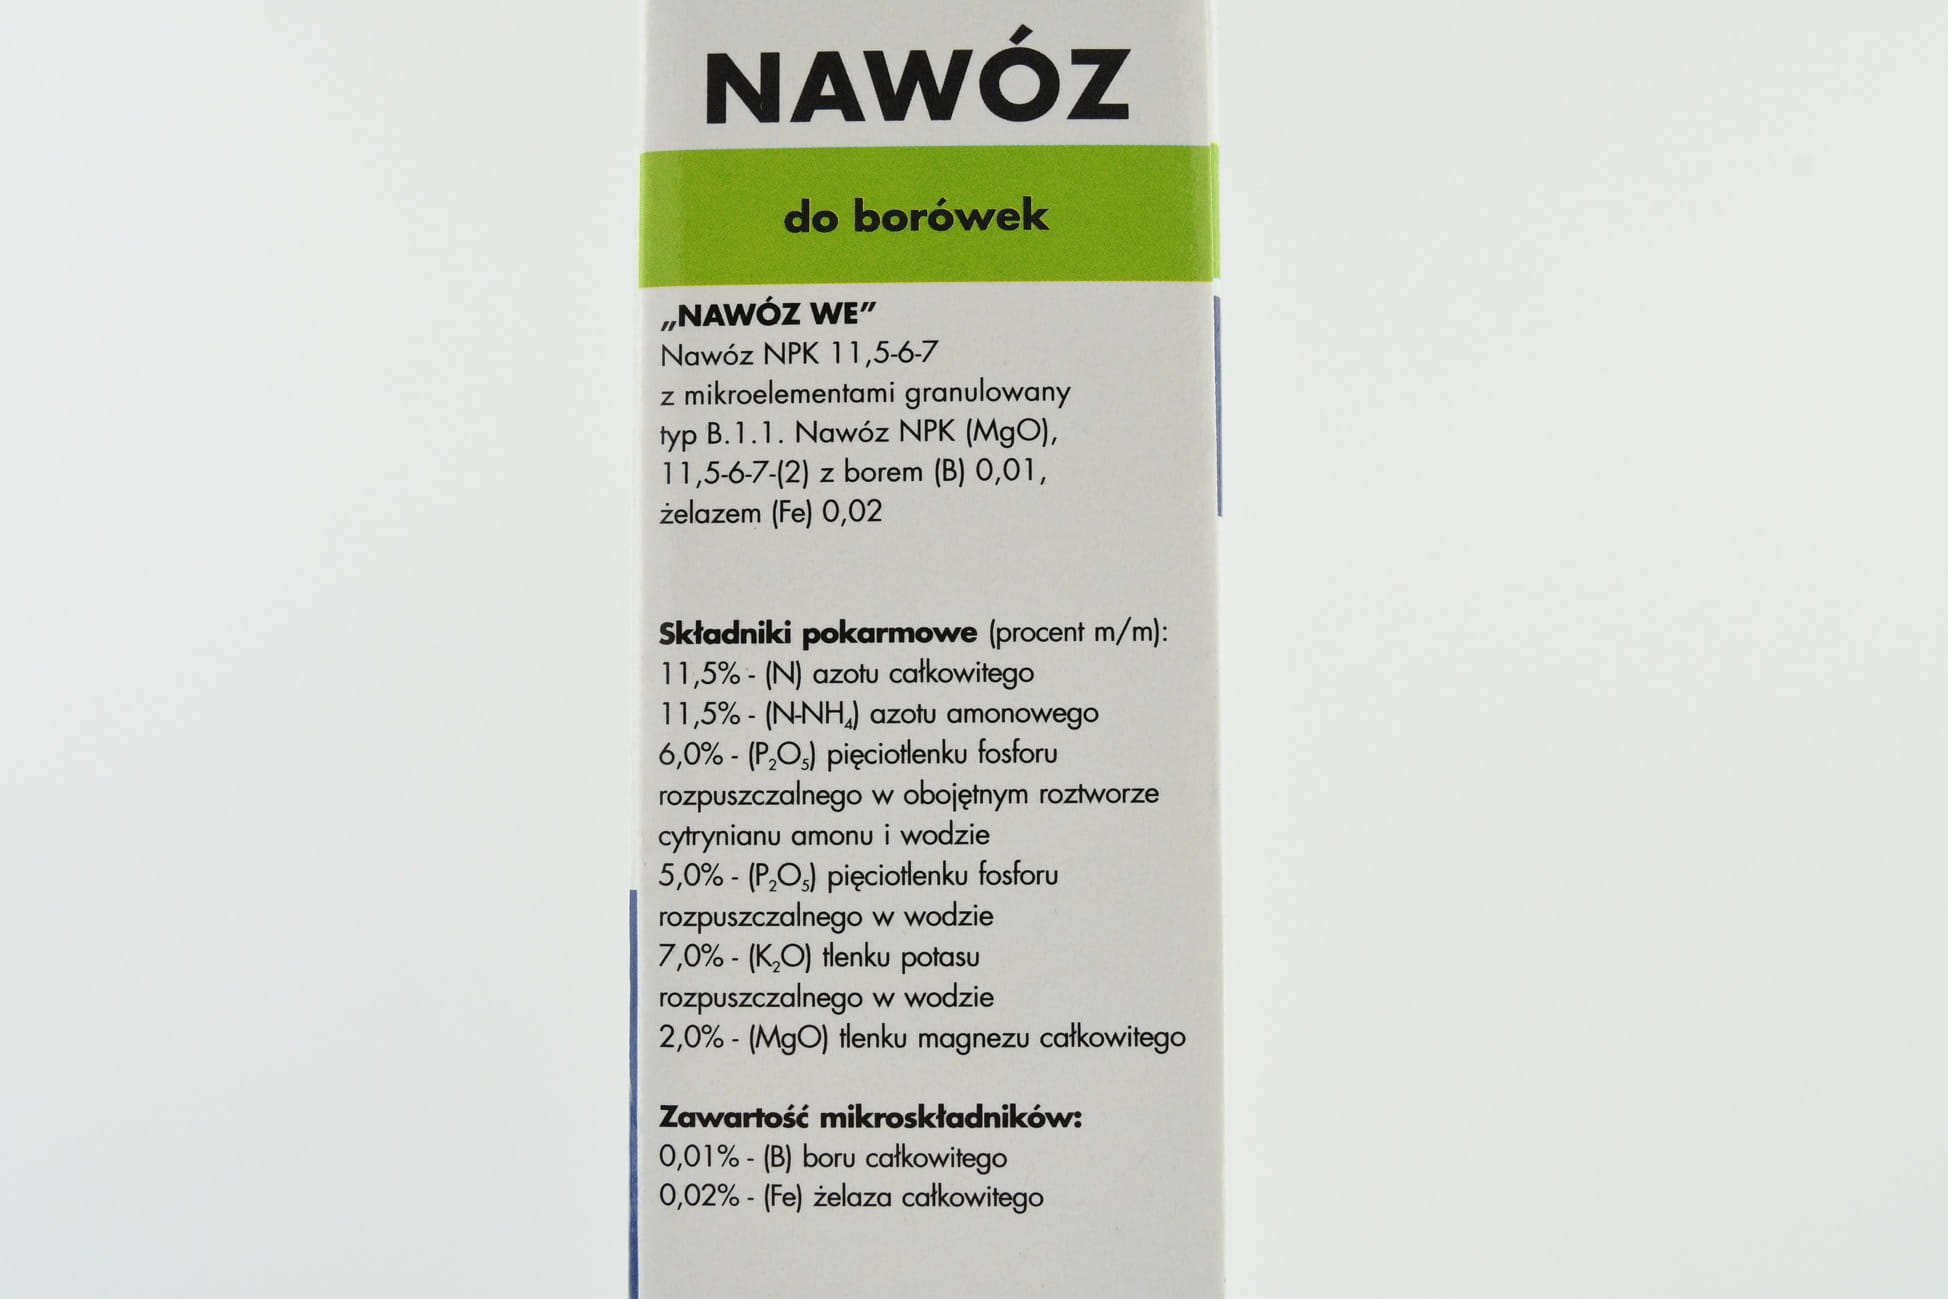 NAWÓZ
do borówek
„NAWÓZ WE”
Nawóz NPK 11,5-6-7
z mikroelementami granulowany
typ B.1.1. Nawóz NPK (MgO),
11,5-6-7-(2) z borem (B) 0,01,
żelazem (Fe) 0,02
Składniki pokarmowe (procent m/m):
11,5% - (N) azotu całkowitego
11,5% - (N-NH₄) azotu amonowego
6,0% - (P₂O₅) pięciotlenku fosforu
rozpuszczalnego w obojętnym roztworze
cytrynianu amonu i wodzie
5,0% - (P₂O₅) pięciotlenku fosforu
rozpuszczalnego w wodzie
7,0% - (K₂O) tlenku potasu
rozpuszczalnego w wodzie
2,0% - (MgO) tlenku magnezu całkowitego
Zawartość mikroskładników:
0,01% - (B) boru całkowitego
0,02% - (Fe) żelaza całkowitego